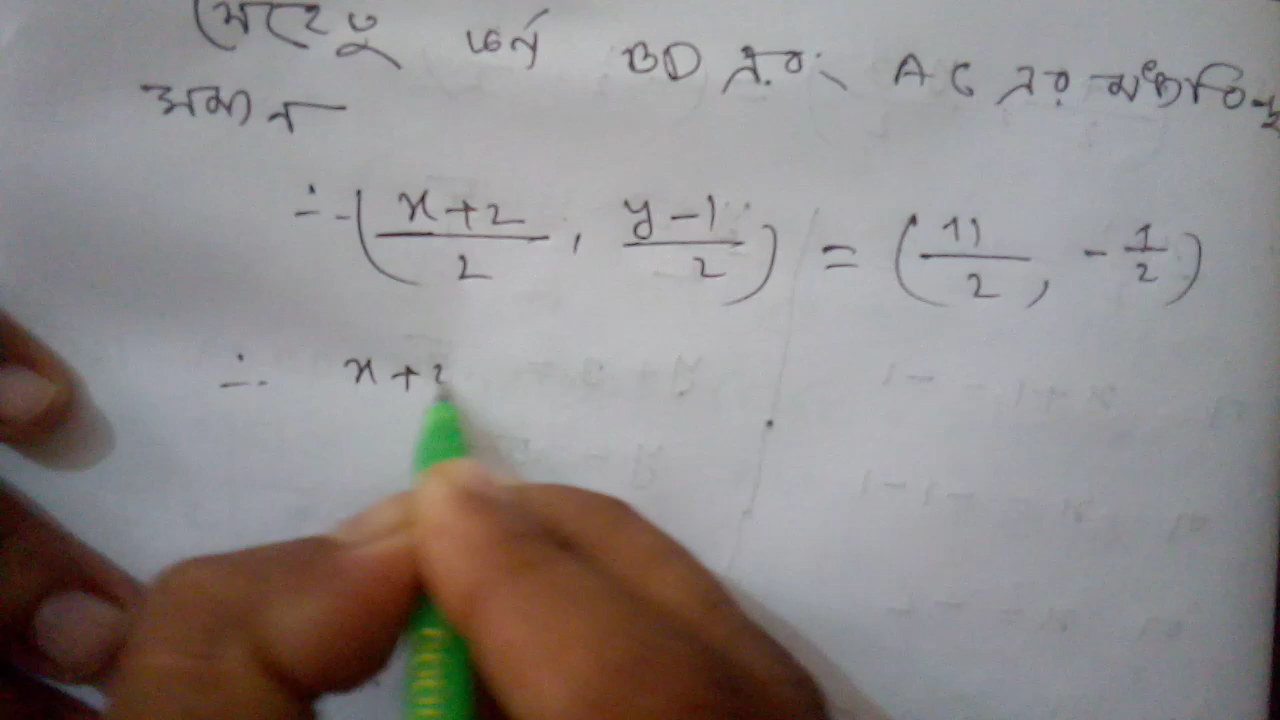 যেহেতু কর্ন BD এবং AC এর মধ্যবিন্দু
সমান
∴ (x+2/2, y-1/2) = (11/2, -1/2)
∴ x+2